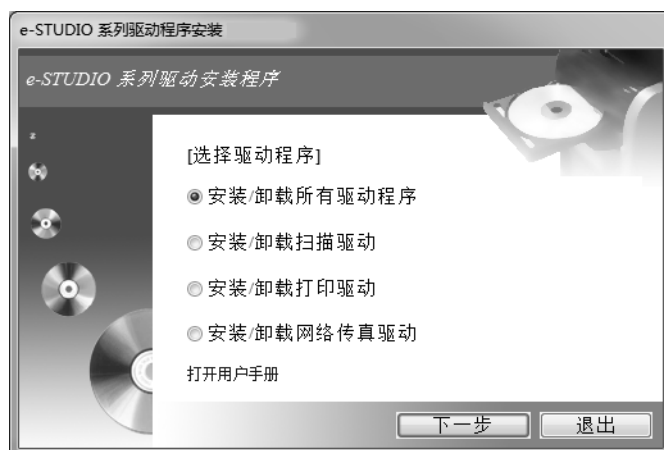 e-STUDIO 系列驱动程序安装
e-STUDIO 系列驱动安装程序
[选择驱动程序]
安装/卸载所有驱动程序
安装/卸载扫描驱动
安装/卸载打印驱动
安装/卸载网络传真驱动
打开用户手册
下一步 退出